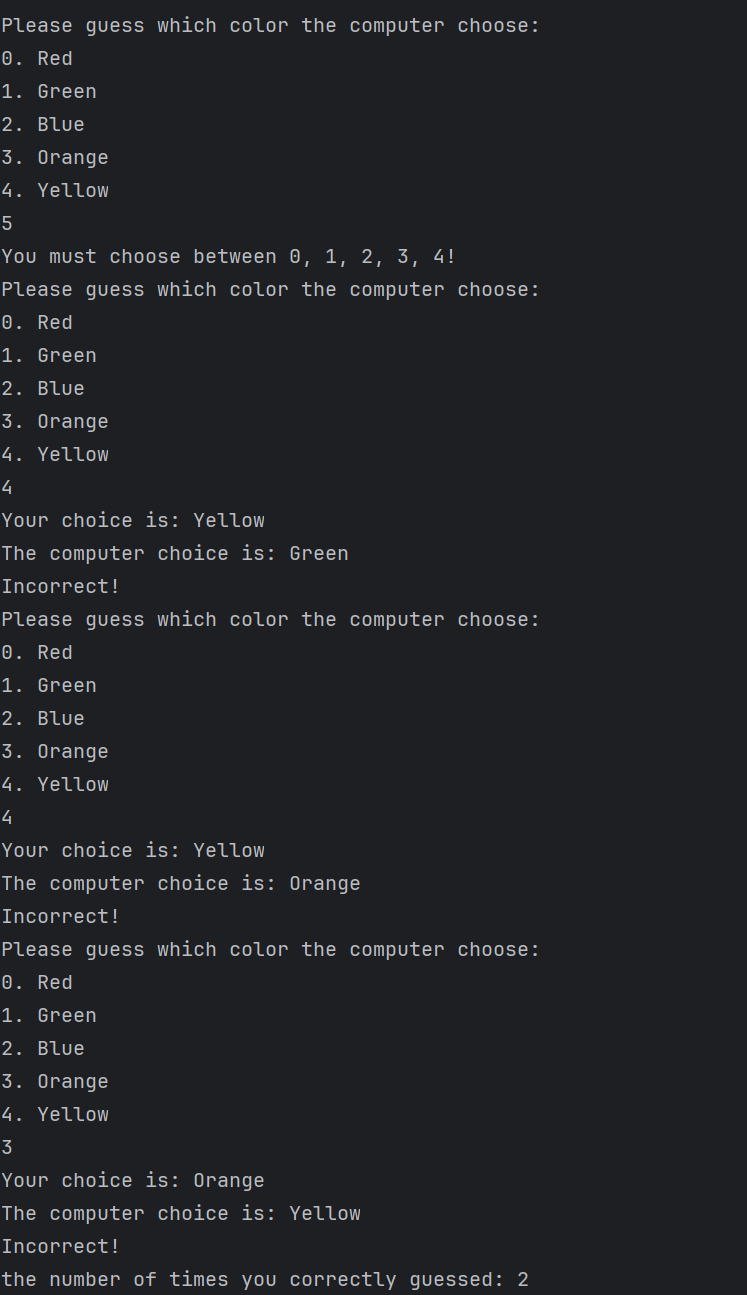 Please guess which color the computer choose:
0. Red
1. Green
2. Blue
3. Orange
4. Yellow
5
You must choose between 0, 1, 2, 3, 4!
Please guess which color the computer choose:
0. Red
1. Green
2. Blue
3. Orange
4. Yellow
4
Your choice is: Yellow
The computer choice is: Green
Incorrect!
Please guess which color the computer choose:
0. Red
1. Green
2. Blue
3. Orange
4. Yellow
4
Your choice is: Yellow
The computer choice is: Orange
Incorrect!
Please guess which color the computer choose:
0. Red
1. Green
2. Blue
3. Orange
4. Yellow
3
Your choice is: Orange
The computer choice is: Yellow
Incorrect!
the number of times you correctly guessed: 2